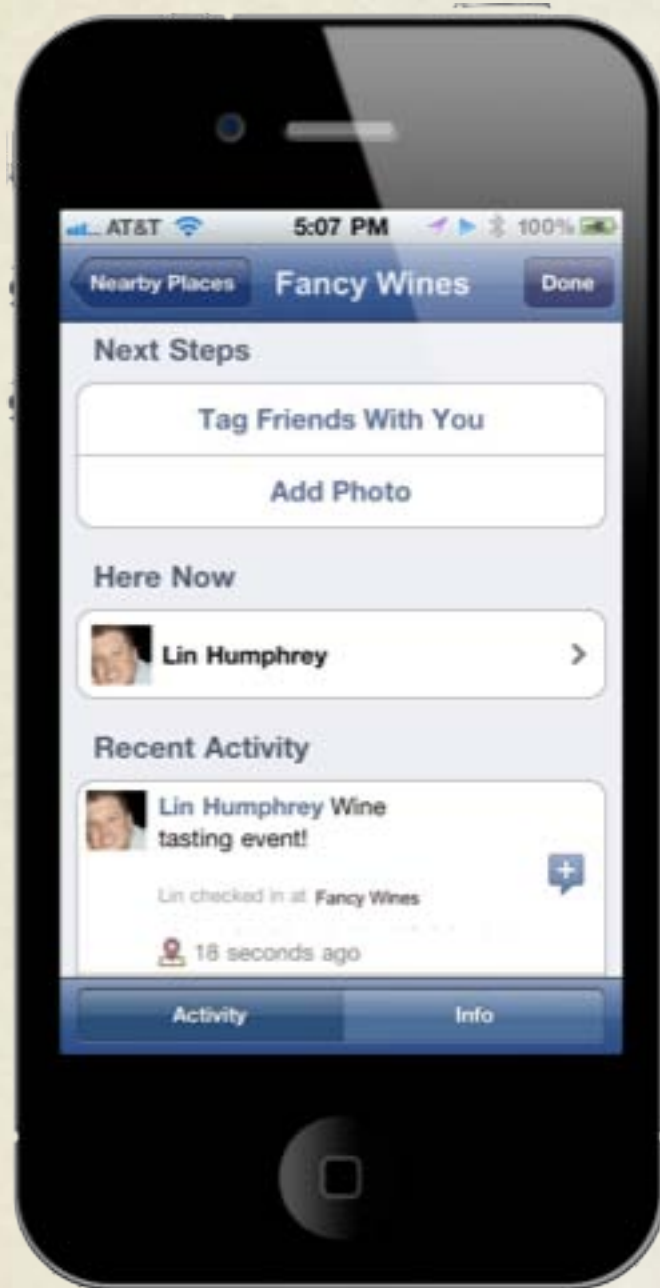 AT&T 5:07 PM 100%
Nearby Places Fancy Wines Done
Next Steps
Tag Friends With You
Add Photo
Here Now
Lin Humphrey
Recent Activity
Lin Humphrey Wine
tasting event!
Lin checked in at Fancy Wines
18 seconds ago
Activity Info